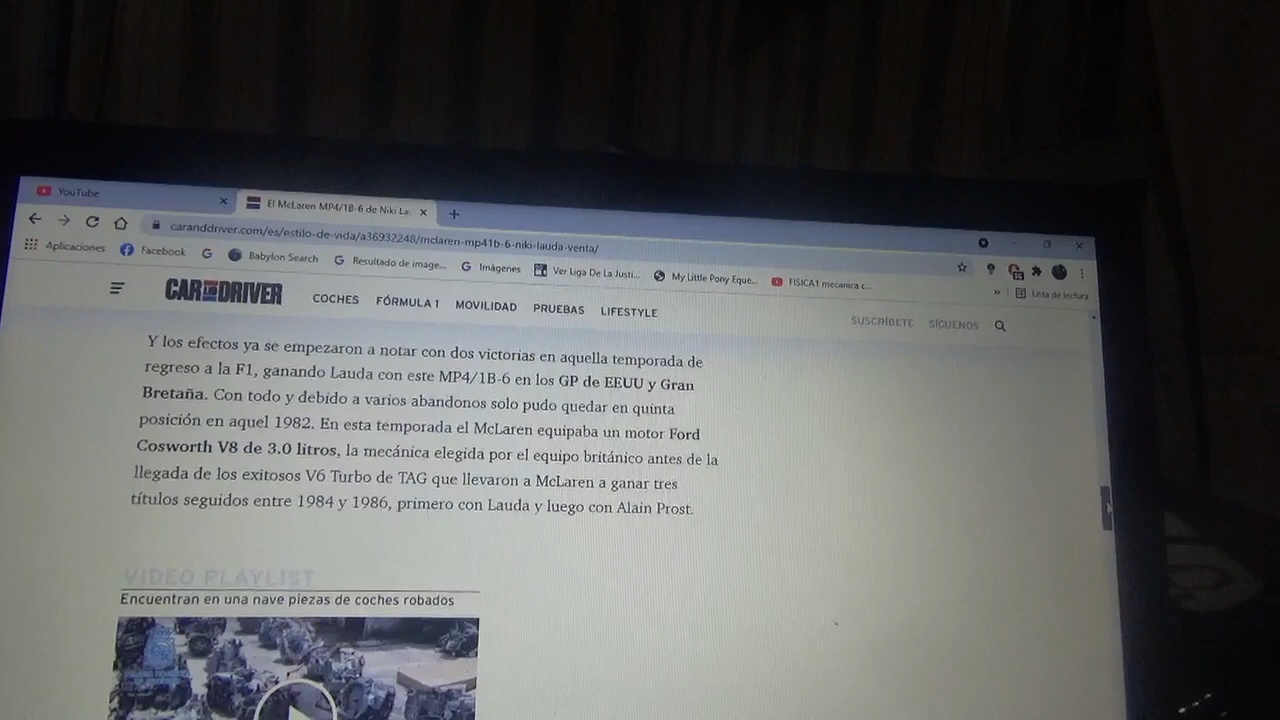 YouTube
El McLaren MP4/1B-6 de Niki La
caranddriver.com/es/estilo-de-vida/a36932248/mclaren-mp41b-6-niki-lauda-venta/
Aplicaciones Facebook Babylon Search Resultado de image... Imágenes Ver Liga De La Justi... My Little Pony Eque... FISICA1 mecanica c...
» Lista de lectura
CAR AND DRIVER COCHES FÓRMULA 1 MOVILIDAD PRUEBAS LIFESTYLE SUSCRÍBETE SÍGUENOS
Y los efectos ya se empezaron a notar con dos victorias en aquella temporada de
regreso a la F1, ganando Lauda con este MP4/1B-6 en los GP de EEUU y Gran
Bretaña. Con todo y debido a varios abandonos solo pudo quedar en quinta
posición en aquel 1982. En esta temporada el McLaren equipaba un motor Ford
Cosworth V8 de 3.0 litros, la mecánica elegida por el equipo británico antes de la
llegada de los exitosos V6 Turbo de TAG que llevaron a McLaren a ganar tres
títulos seguidos entre 1984 y 1986, primero con Lauda y luego con Alain Prost.
VIDEO PLAYLIST
Encuentran en una nave piezas de coches robados